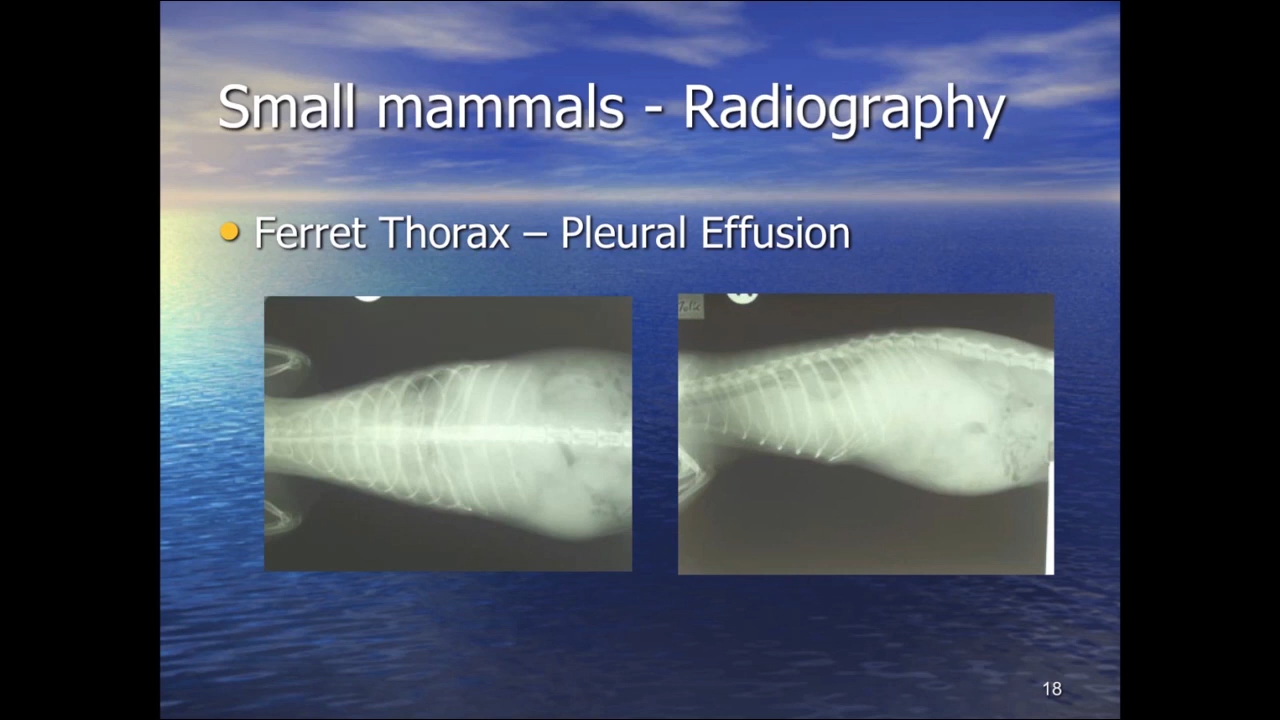 Small mammals - Radiography
Ferret Thorax – Pleural Effusion
18